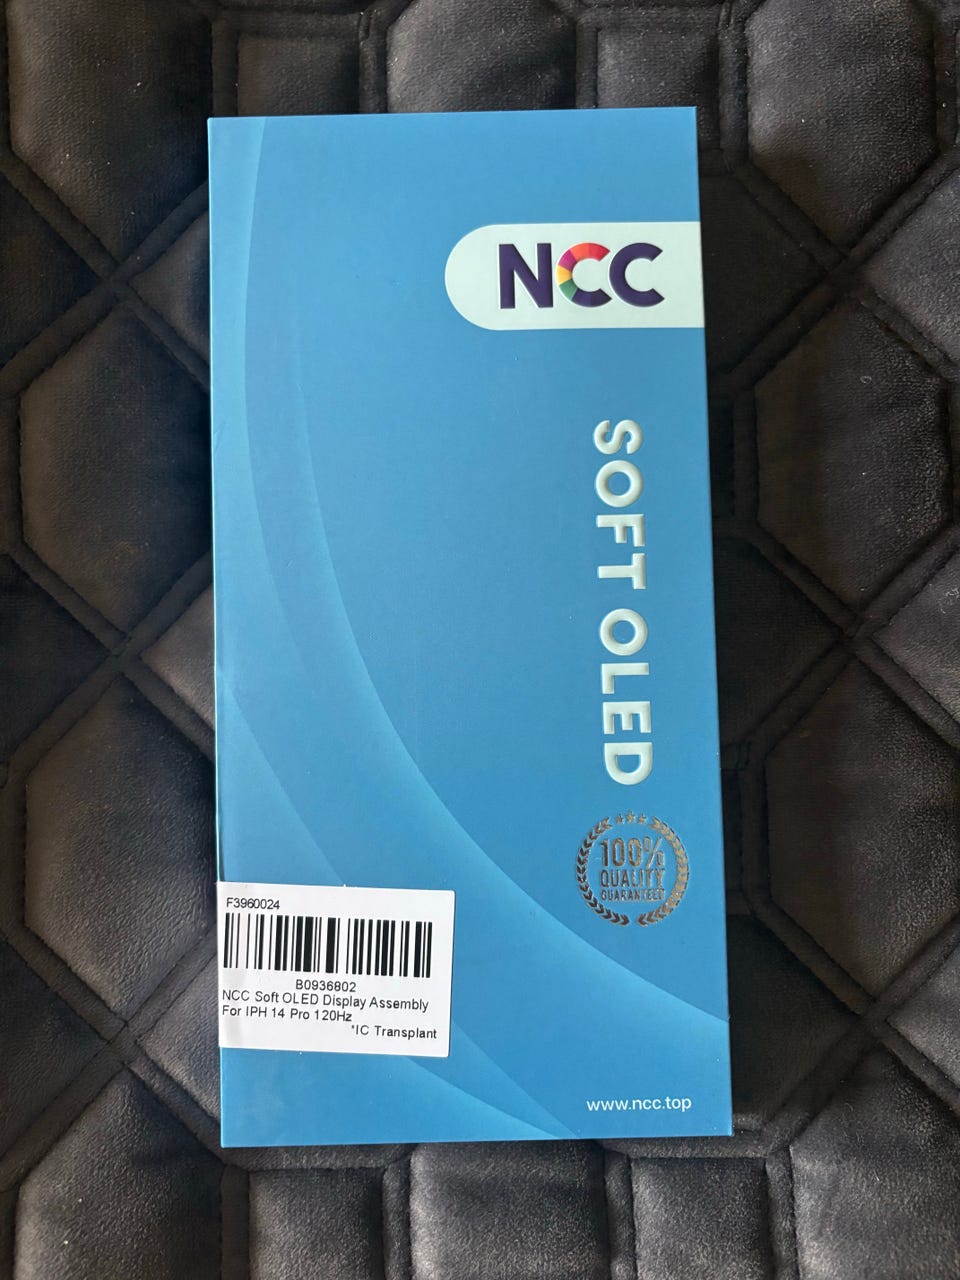 NCC
SOFT OLED
100%
QUALITY
GUARANTEED
F3960024
B0936802
NCC Soft OLED Display Assembly
For IPH 14 Pro 120Hz
*IC Transplant
www.ncc.top